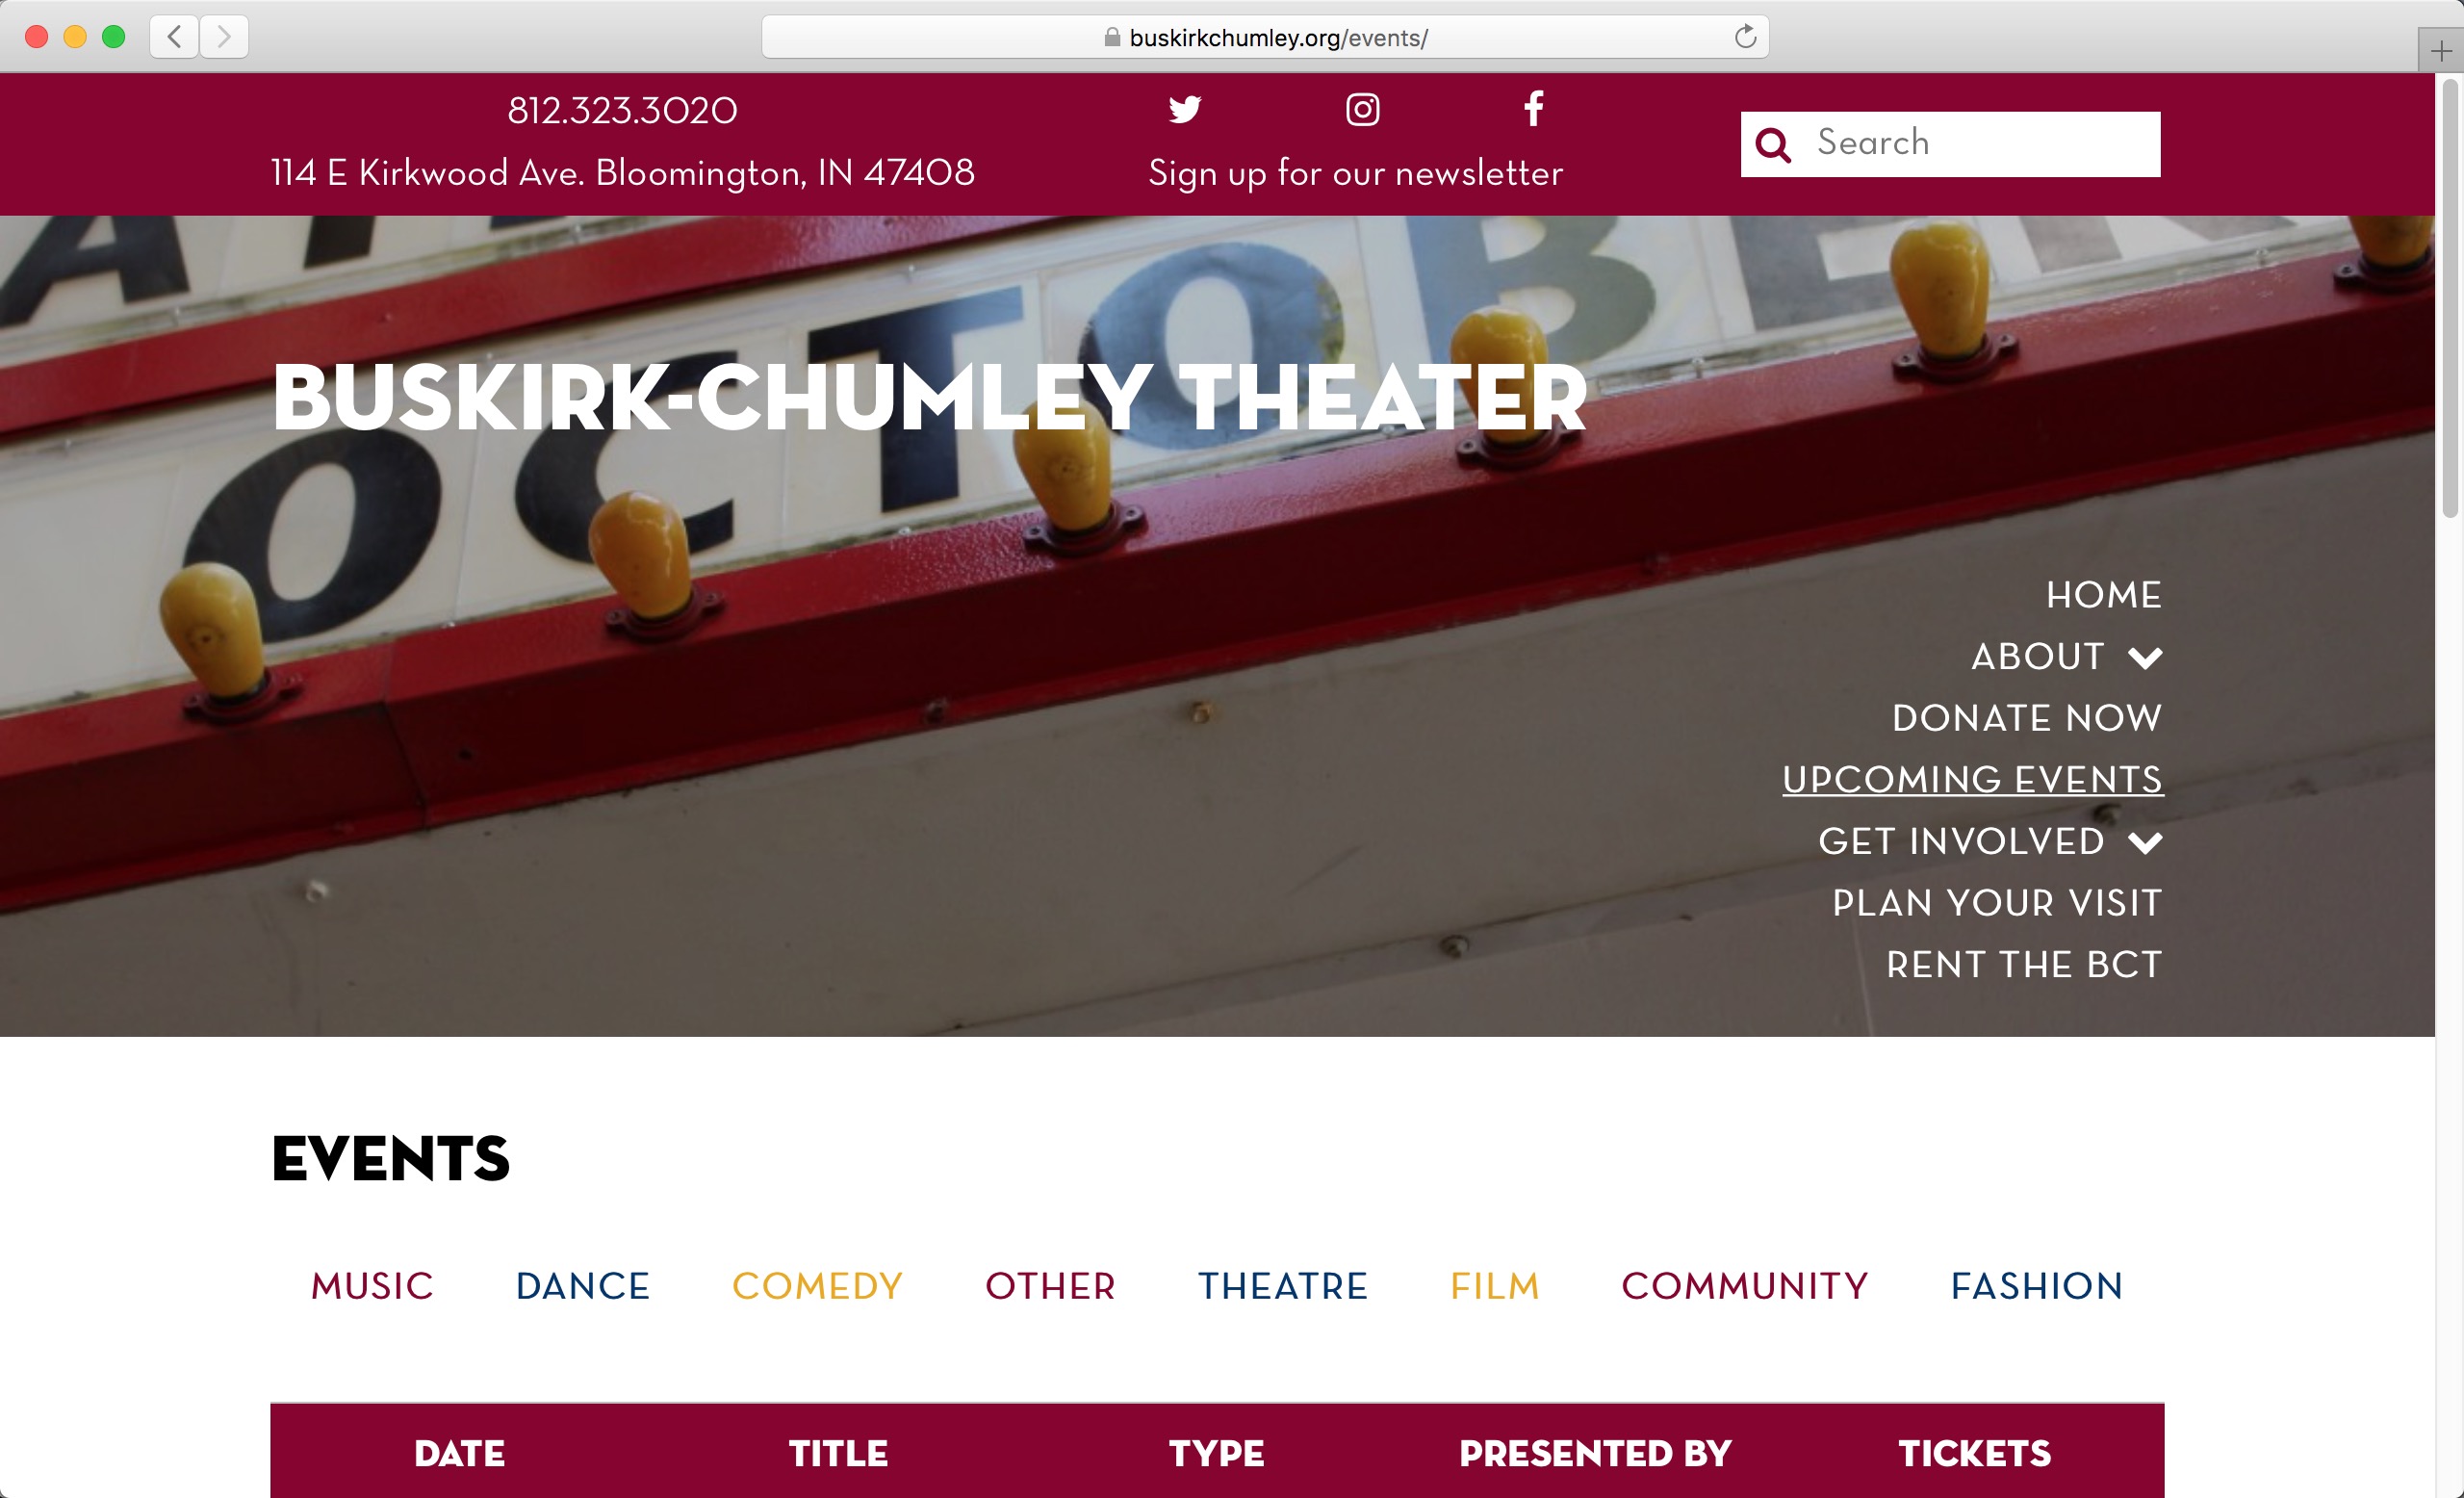 buskirkchumley.org/events/
812.323.3020
114 E Kirkwood Ave. Bloomington, IN 47408
Sign up for our newsletter
Search
OCTOBER
BUSKIRK-CHUMLEY THEATER
HOME
ABOUT
DONATE NOW
UPCOMING EVENTS
GET INVOLVED
PLAN YOUR VISIT
RENT THE BCT
EVENTS
MUSIC DANCE COMEDY OTHER THEATRE FILM COMMUNITY FASHION
DATE TITLE TYPE PRESENTED BY TICKETS